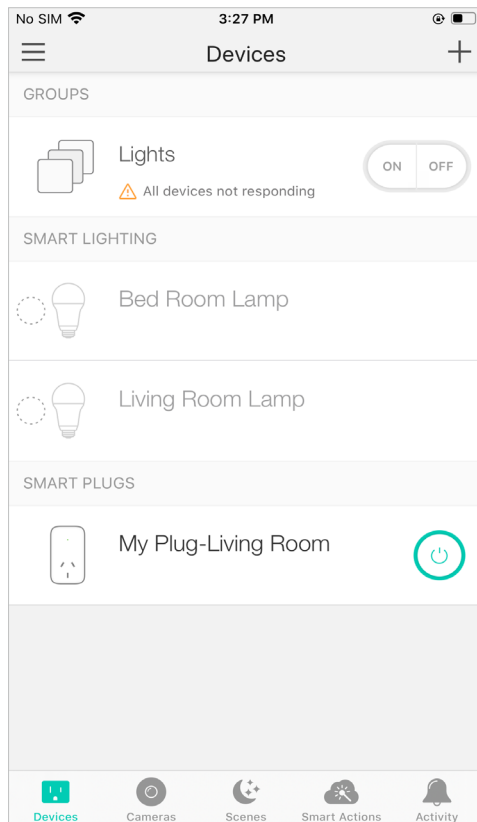 No SIM 3:27 PM
Devices
GROUPS
Lights
ON OFF
All devices not responding
SMART LIGHTING
Bed Room Lamp
Living Room Lamp
SMART PLUGS
My Plug-Living Room
Devices Cameras Scenes Smart Actions Activity